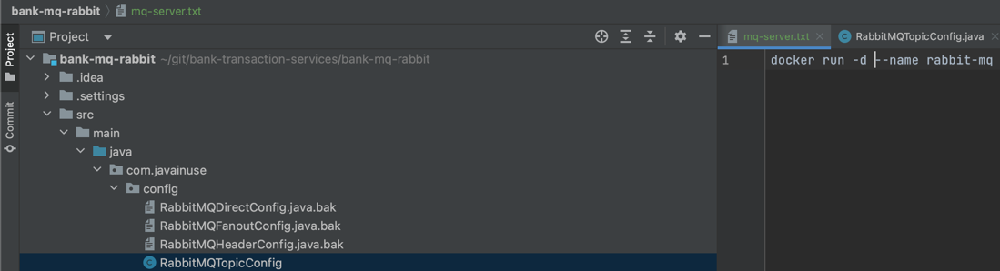 bank-mq-rabbit mq-server.txt
Project
Commit
Project
bank-mq-rabbit ~/git/bank-transaction-services/bank-mq-rabbit
.idea
.settings
src
main
java
com.javainuse
config
RabbitMQDirectConfig.java.bak
RabbitMQFanoutConfig.java.bak
RabbitMQHeaderConfig.java.bak
C RabbitMQTopicConfig
mq-server.txt
C RabbitMQTopicConfig.java
1 docker run -d --name rabbit-mq